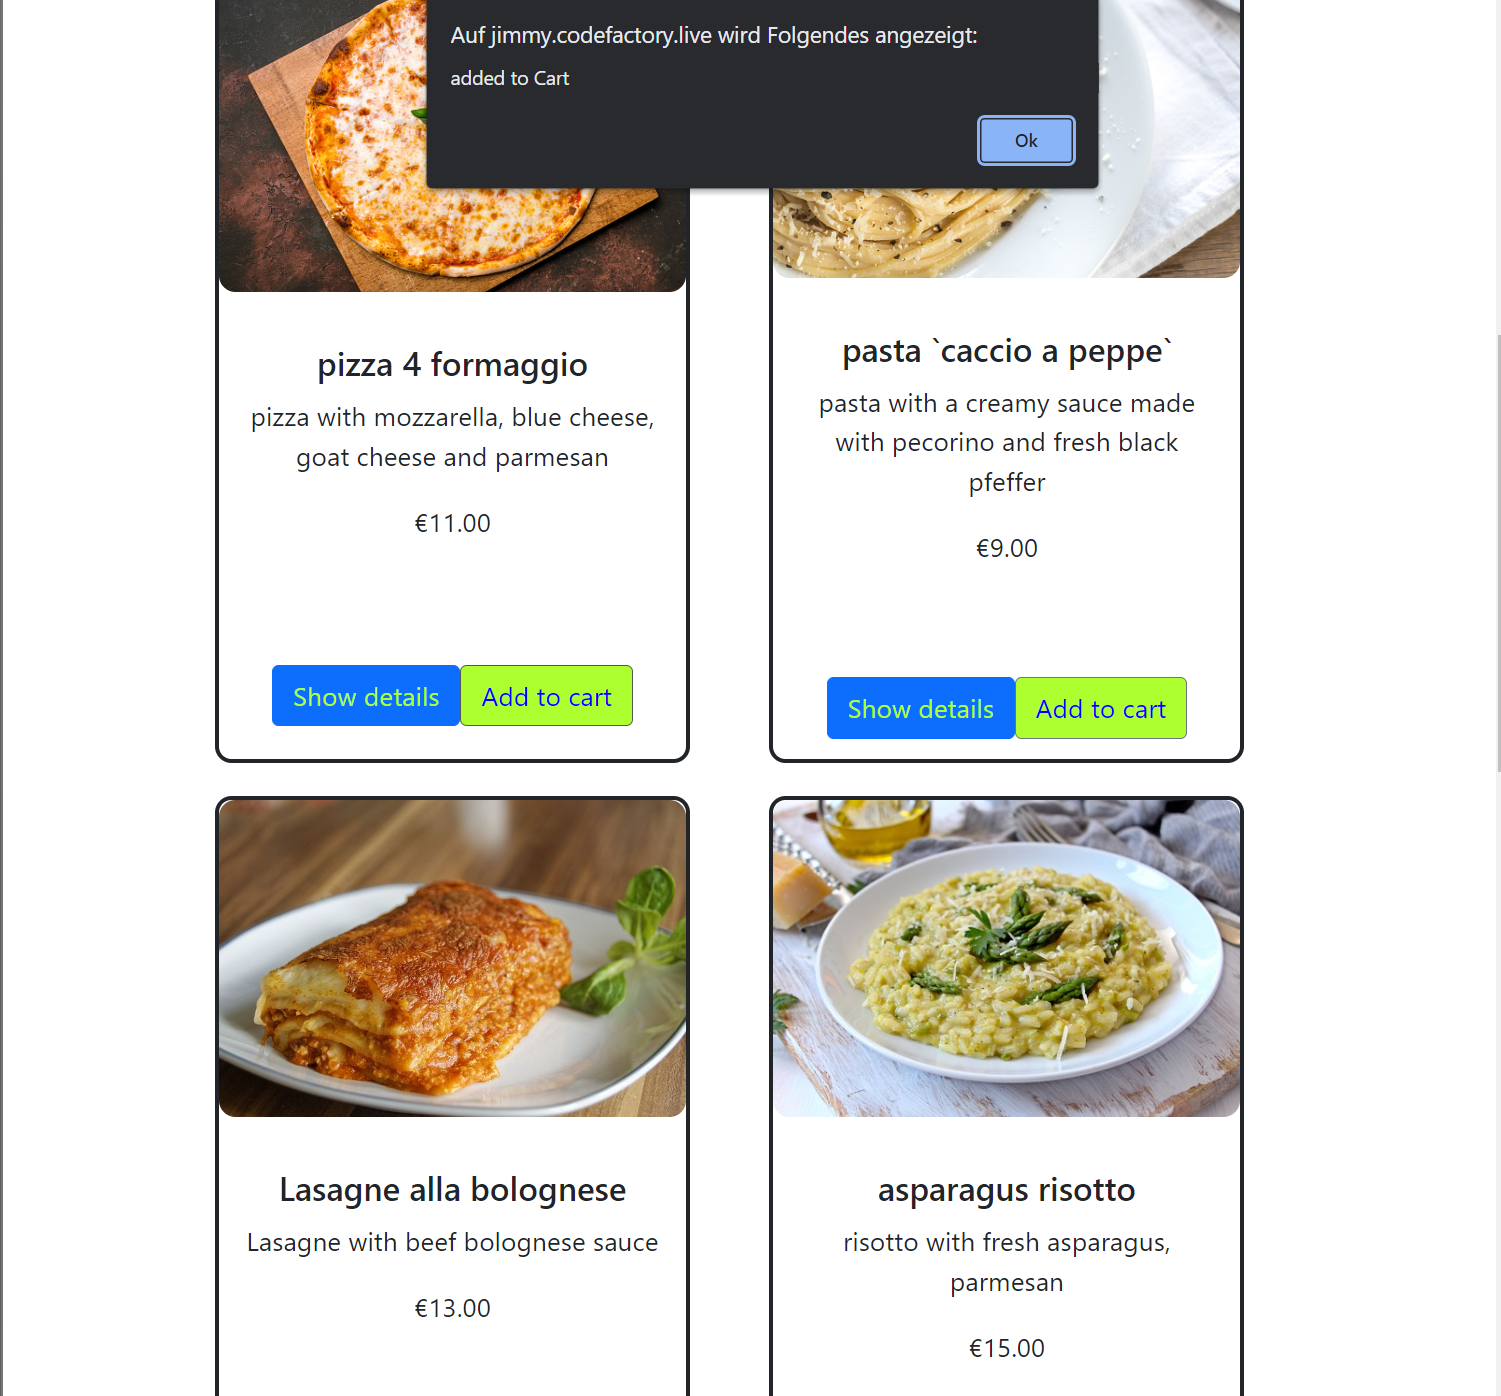 Auf jimmy.codefactory.live wird Folgendes angezeigt:
added to Cart
Ok
pizza 4 formaggio
pizza with mozzarella, blue cheese,
goat cheese and parmesan
€11.00
Show details
Add to cart
pasta `caccio a peppe`
pasta with a creamy sauce made
with pecorino and fresh black
pfeffer
€9.00
Show details
Add to cart
Lasagne alla bolognese
Lasagne with beef bolognese sauce
€13.00
asparagus risotto
risotto with fresh asparagus,
parmesan
€15.00